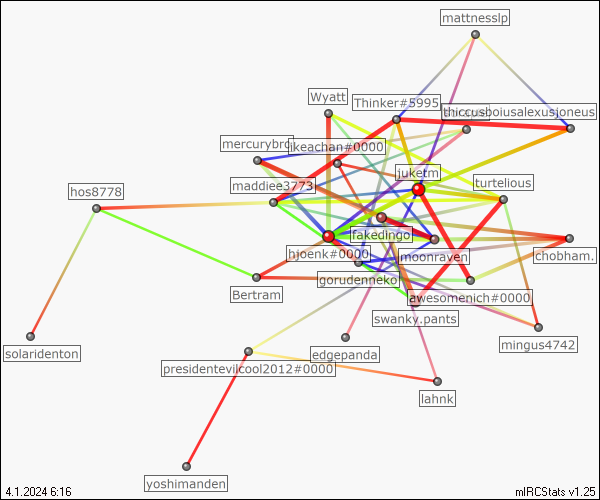 mattnesslp
Wyatt
Thinker#5995
thiccusboiusalexusjoneus
mercurybro
ikeachan#0000
juketm
maddiee3773
turtelious
hos8778
fakedingo
hjoenk#0000
moonraven
chobham.
gorudenneko
Bertram
awesomenich#0000
swanky.pants
mingus4742
solaridenton
edgepanda
presidentevilcool2012#0000
lahnk
yoshimanden
4.1.2024 6:16
mIRCStats v1.25